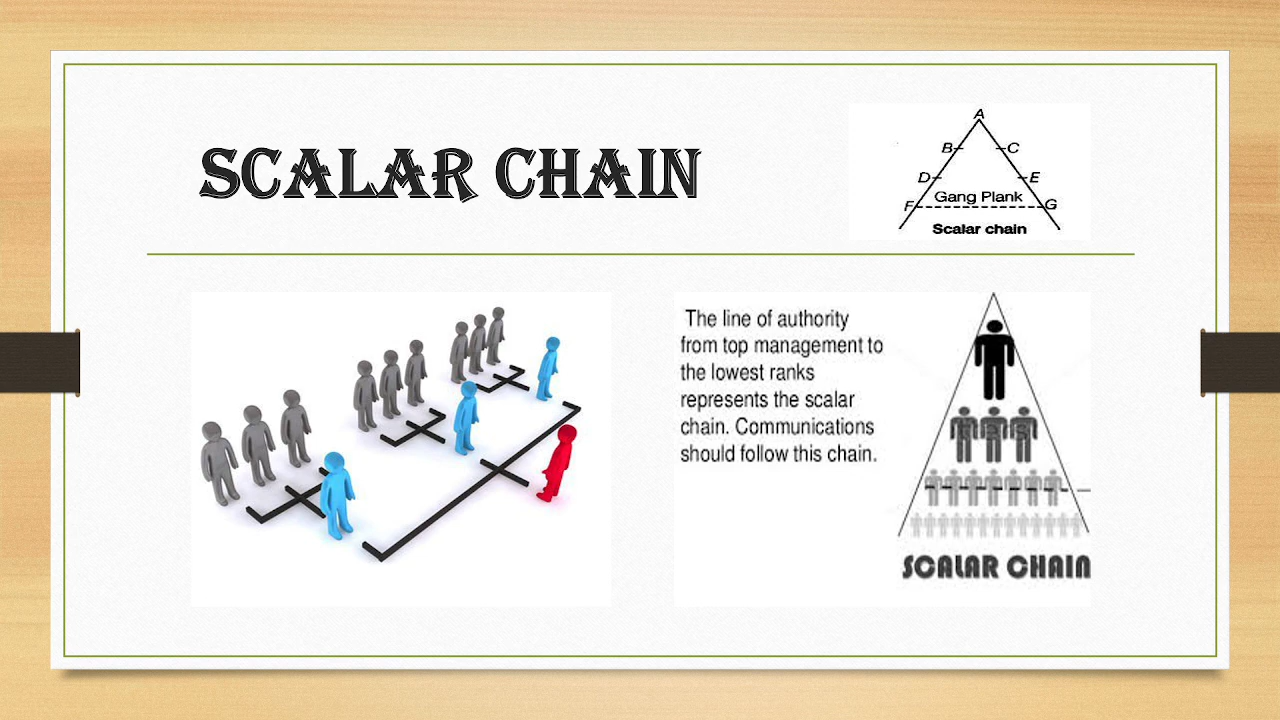 SCALAR CHAIN
A
B
C
D
E
Gang Plank
F
G
Scalar chain
The line of authority
from top management to
the lowest ranks
represents the scalar
chain. Communications
should follow this chain.
SCALAR CHAIN